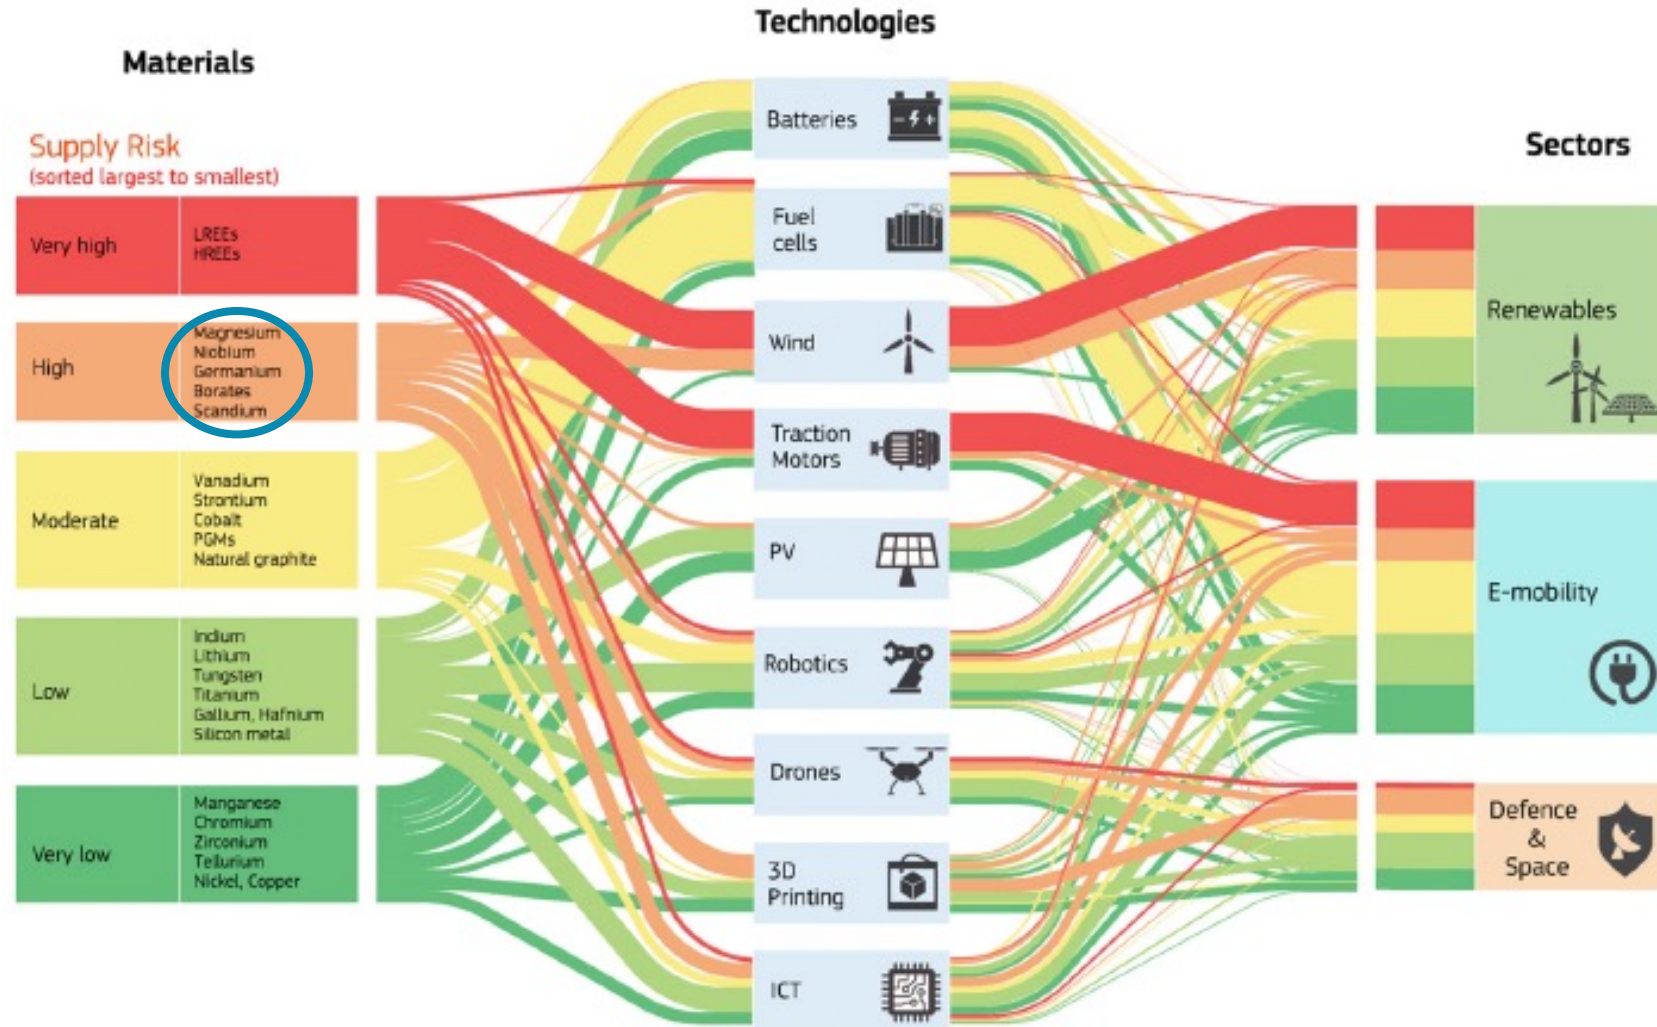 Technologies
Materials
Supply Risk
(sorted largest to smallest)
Sectors
Very high
LREEs
HREEs
High
Magnesium
Niobium
Germanium
Borates
Scandium
Moderate
Vanadium
Strontium
Cobalt
PGMs
Natural graphite
Low
Indium
Lithium
Tungsten
Titanium
Gallium, Hafnium
Silicon metal
Very low
Manganese
Chromium
Zirconium
Tellurium
Nickel, Copper
Batteries
Fuel
cells
Wind
Traction
Motors
PV
Robotics
Drones
3D
Printing
ICT
Renewables
E-mobility
Defence
&
Space